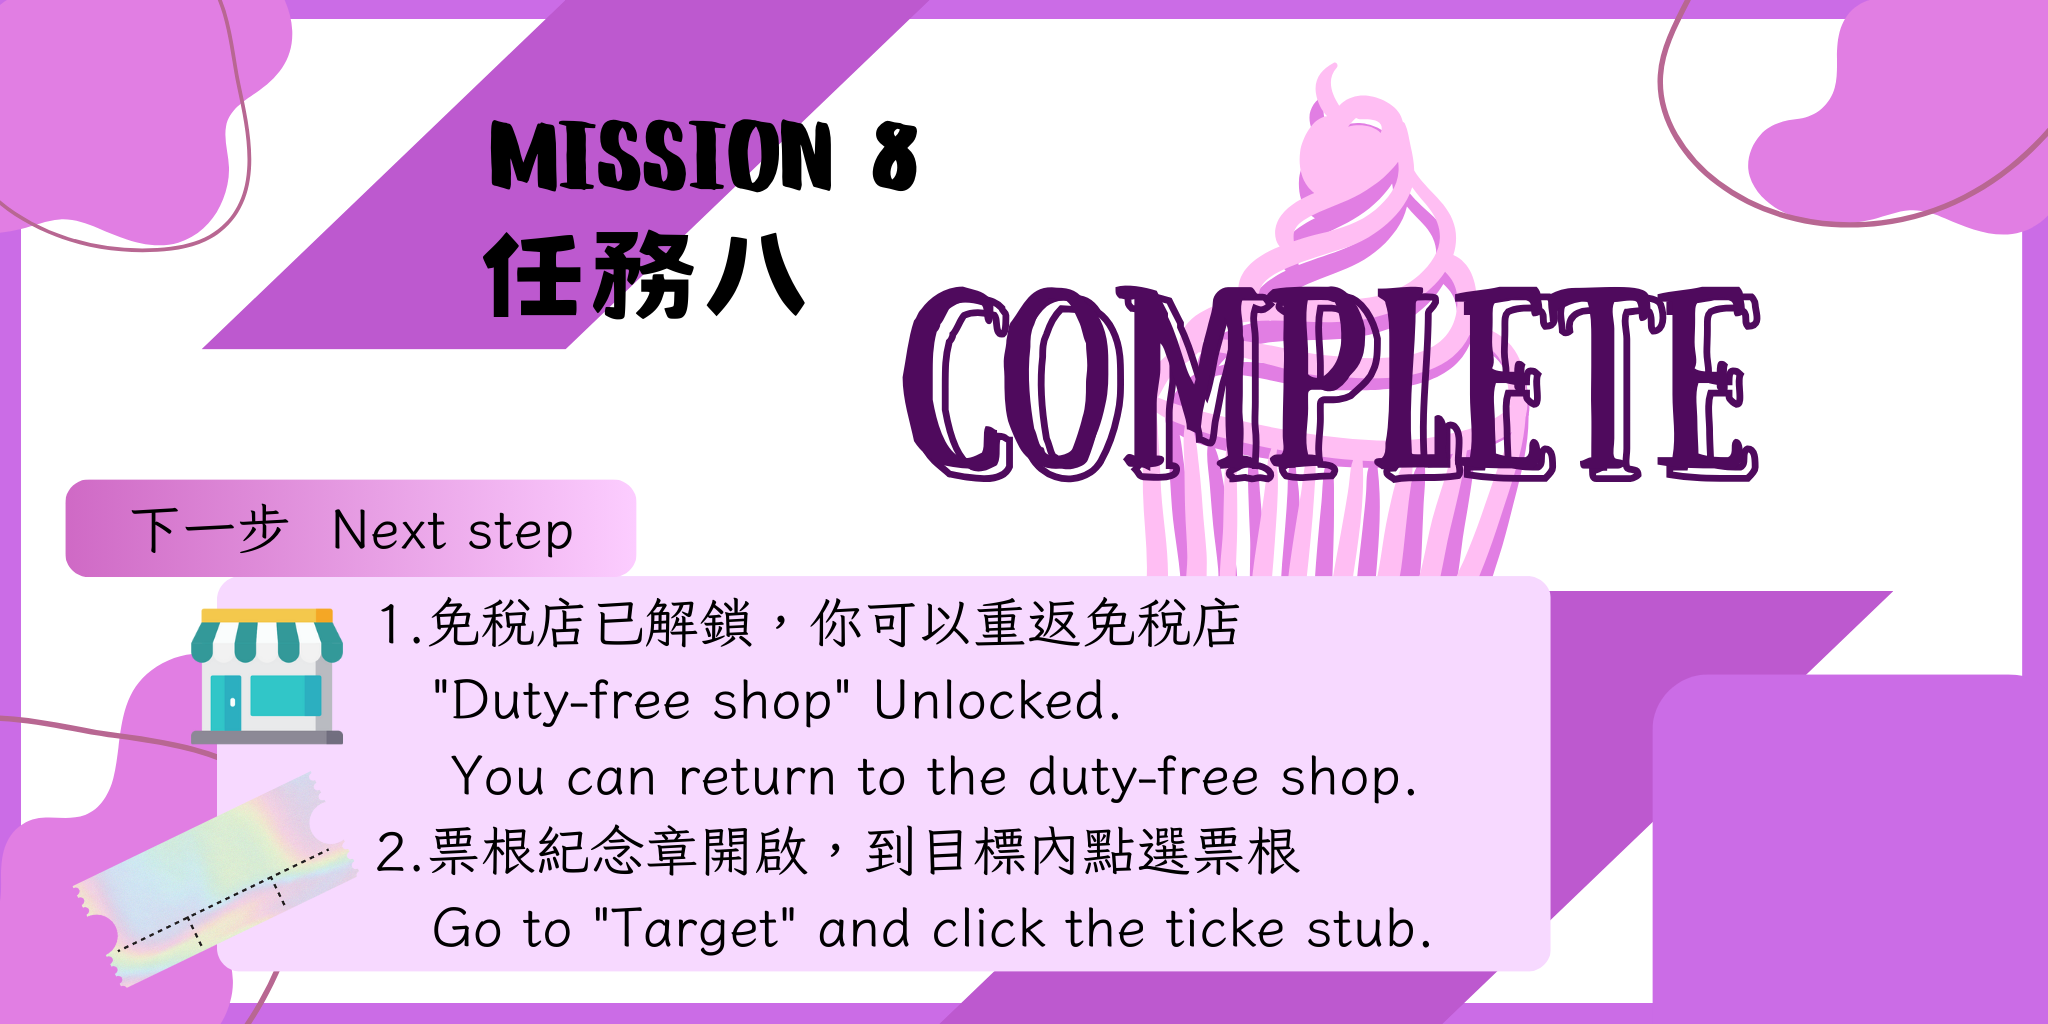 MISSION 8
任務八
COMPLETE
下一步 Next step
1.免稅店已解鎖，你可以重返免稅店
"Duty-free shop" Unlocked.
You can return to the duty-free shop.
2.票根紀念章開啟，到目標內點選票根
Go to "Target" and click the ticke stub.